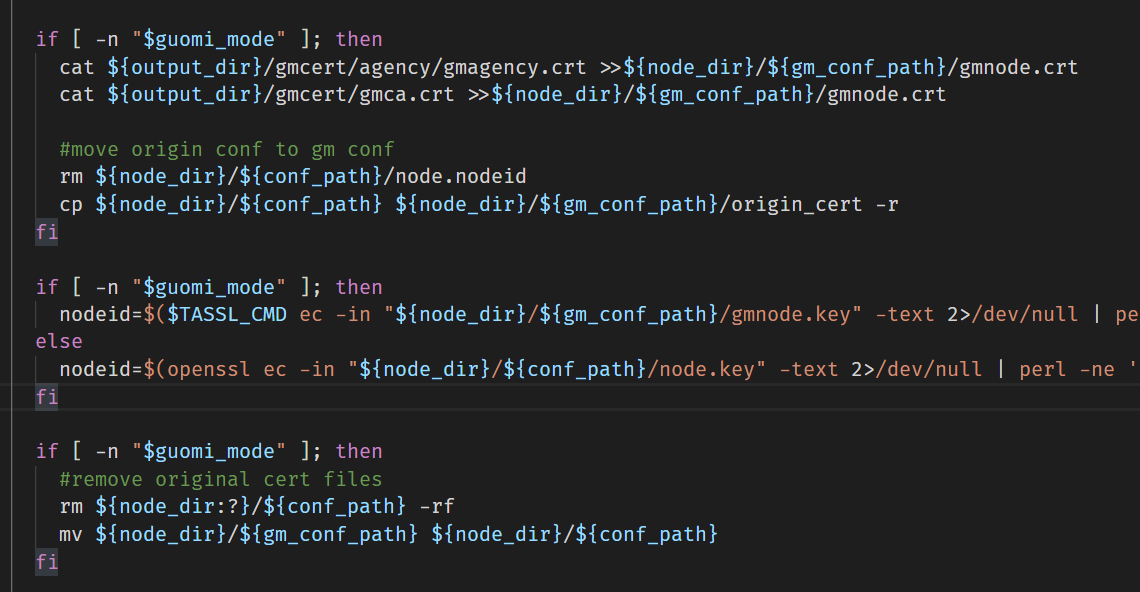 if [ -n "$guomi_mode" ]; then
cat ${output_dir}/gmcert/agency/gmagency.crt >>${node_dir}/${gm_conf_path}/gmnode.crt
cat ${output_dir}/gmcert/gmca.crt >>${node_dir}/${gm_conf_path}/gmnode.crt
#move origin conf to gm conf
rm ${node_dir}/${conf_path}/node.nodeid
cp ${node_dir}/${conf_path} ${node_dir}/${gm_conf_path}/origin_cert -r
fi
if [ -n "$guomi_mode" ]; then
nodeid=$($TASSL_CMD ec -in "${node_dir}/${gm_conf_path}/gmnode.key" -text 2>/dev/null | pe
else
nodeid=$(openssl ec -in "${node_dir}/${conf_path}/node.key" -text 2>/dev/null | perl -ne '
fi
if [ -n "$guomi_mode" ]; then
#remove original cert files
rm ${node_dir:?}/${conf_path} -rf
mv ${node_dir}/${gm_conf_path} ${node_dir}/${conf_path}
fi